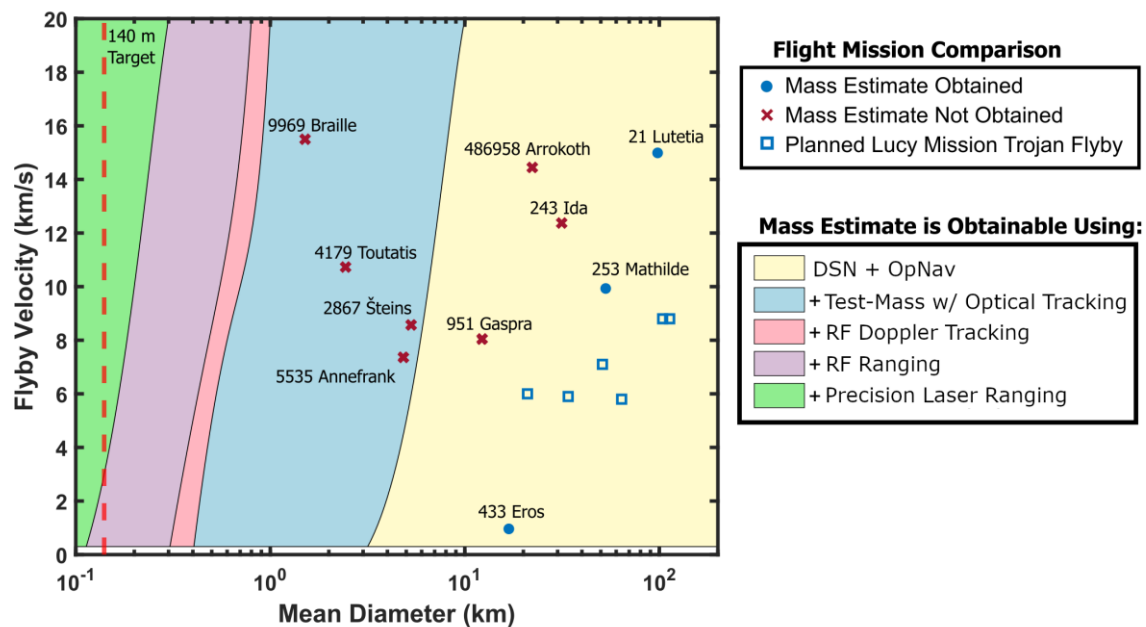 20
18
16
14
12
10
8
6
4
2
0
Flyby Velocity (km/s)
140 m
Target
9969 Braille
486958 Arrokoth
21 Lutetia
243 Ida
4179 Toutatis
253 Mathilde
2867 Šteins
951 Gaspra
5535 Annefrank
433 Eros
10-1 100 101 102
Mean Diameter (km)
Flight Mission Comparison
Mass Estimate Obtained
Mass Estimate Not Obtained
Planned Lucy Mission Trojan Flyby
Mass Estimate is Obtainable Using:
DSN + OpNav
+Test-Mass w/ Optical Tracking
+RF Doppler Tracking
+RF Ranging
+Precision Laser Ranging